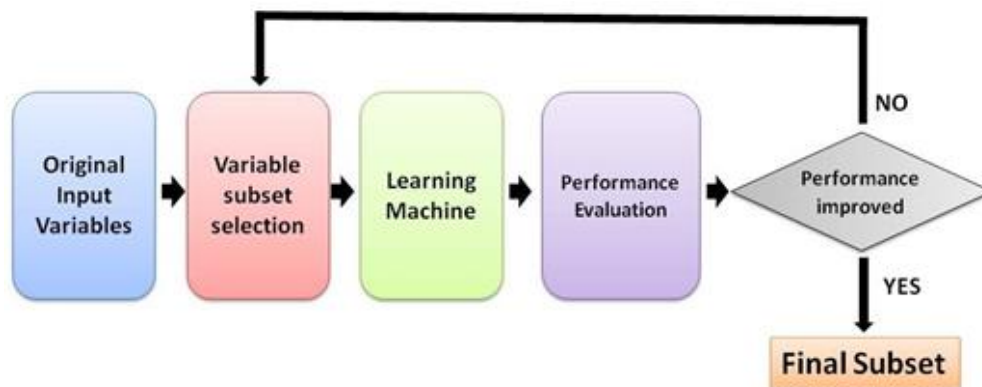 Original
Input
Variables
Variable
subset
selection
Learning
Machine
Performance
Evaluation
Performance
improved
NO
YES
Final Subset